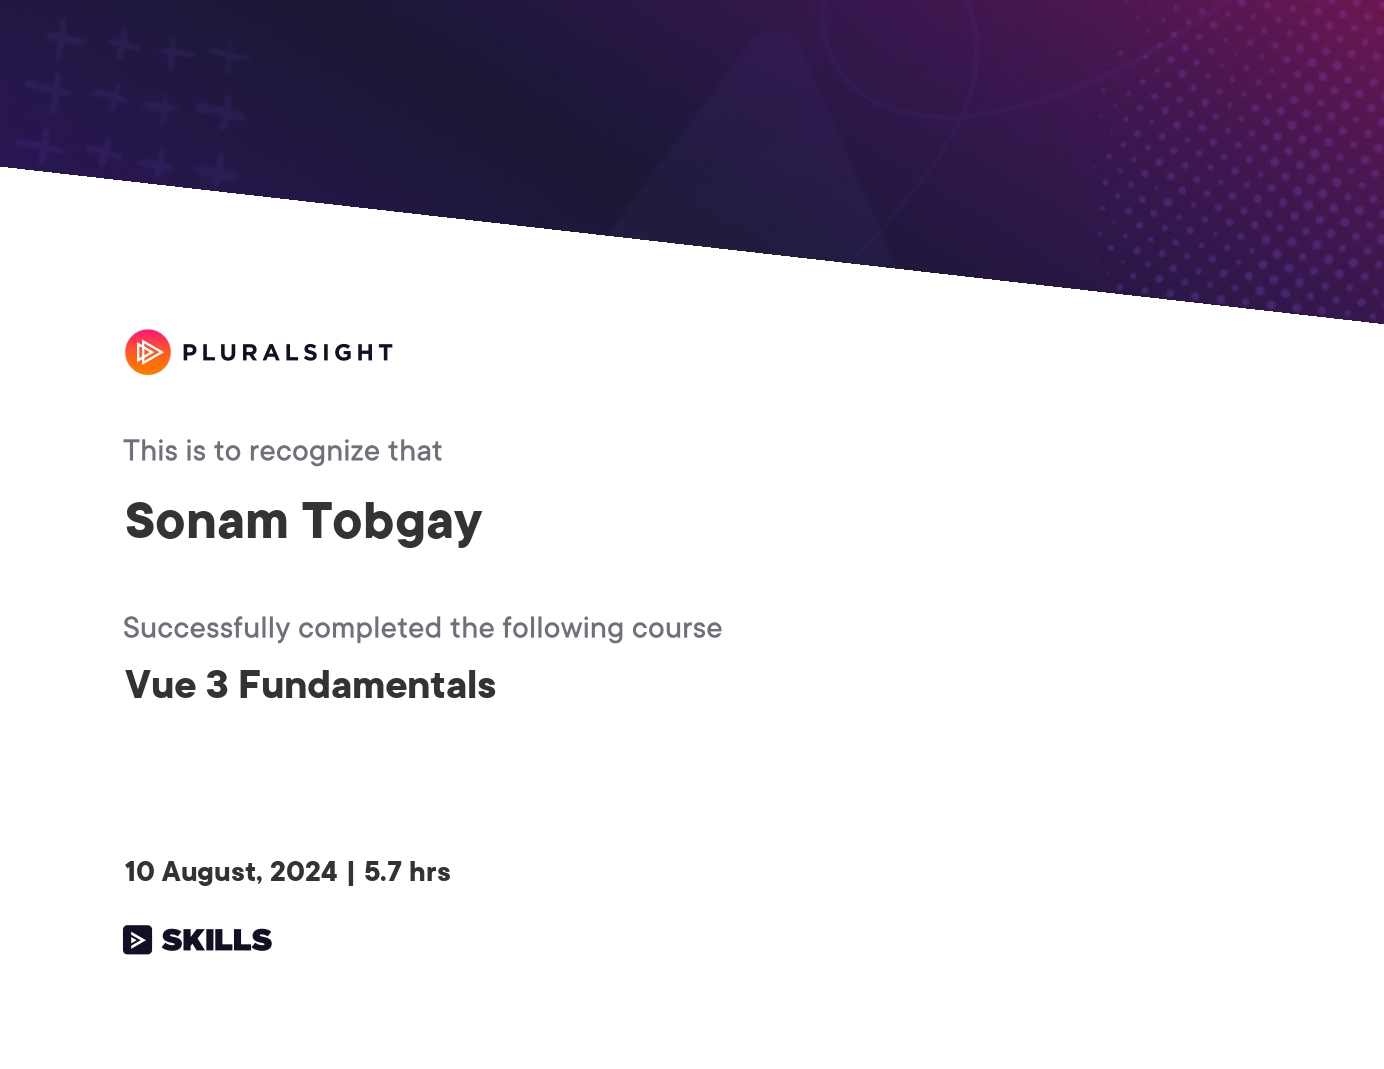 PLURALSIGHT
This is to recognize that
Sonam Tobgay
Successfully completed the following course
Vue 3 Fundamentals
10 August, 2024 | 5.7 hrs
SKILLS